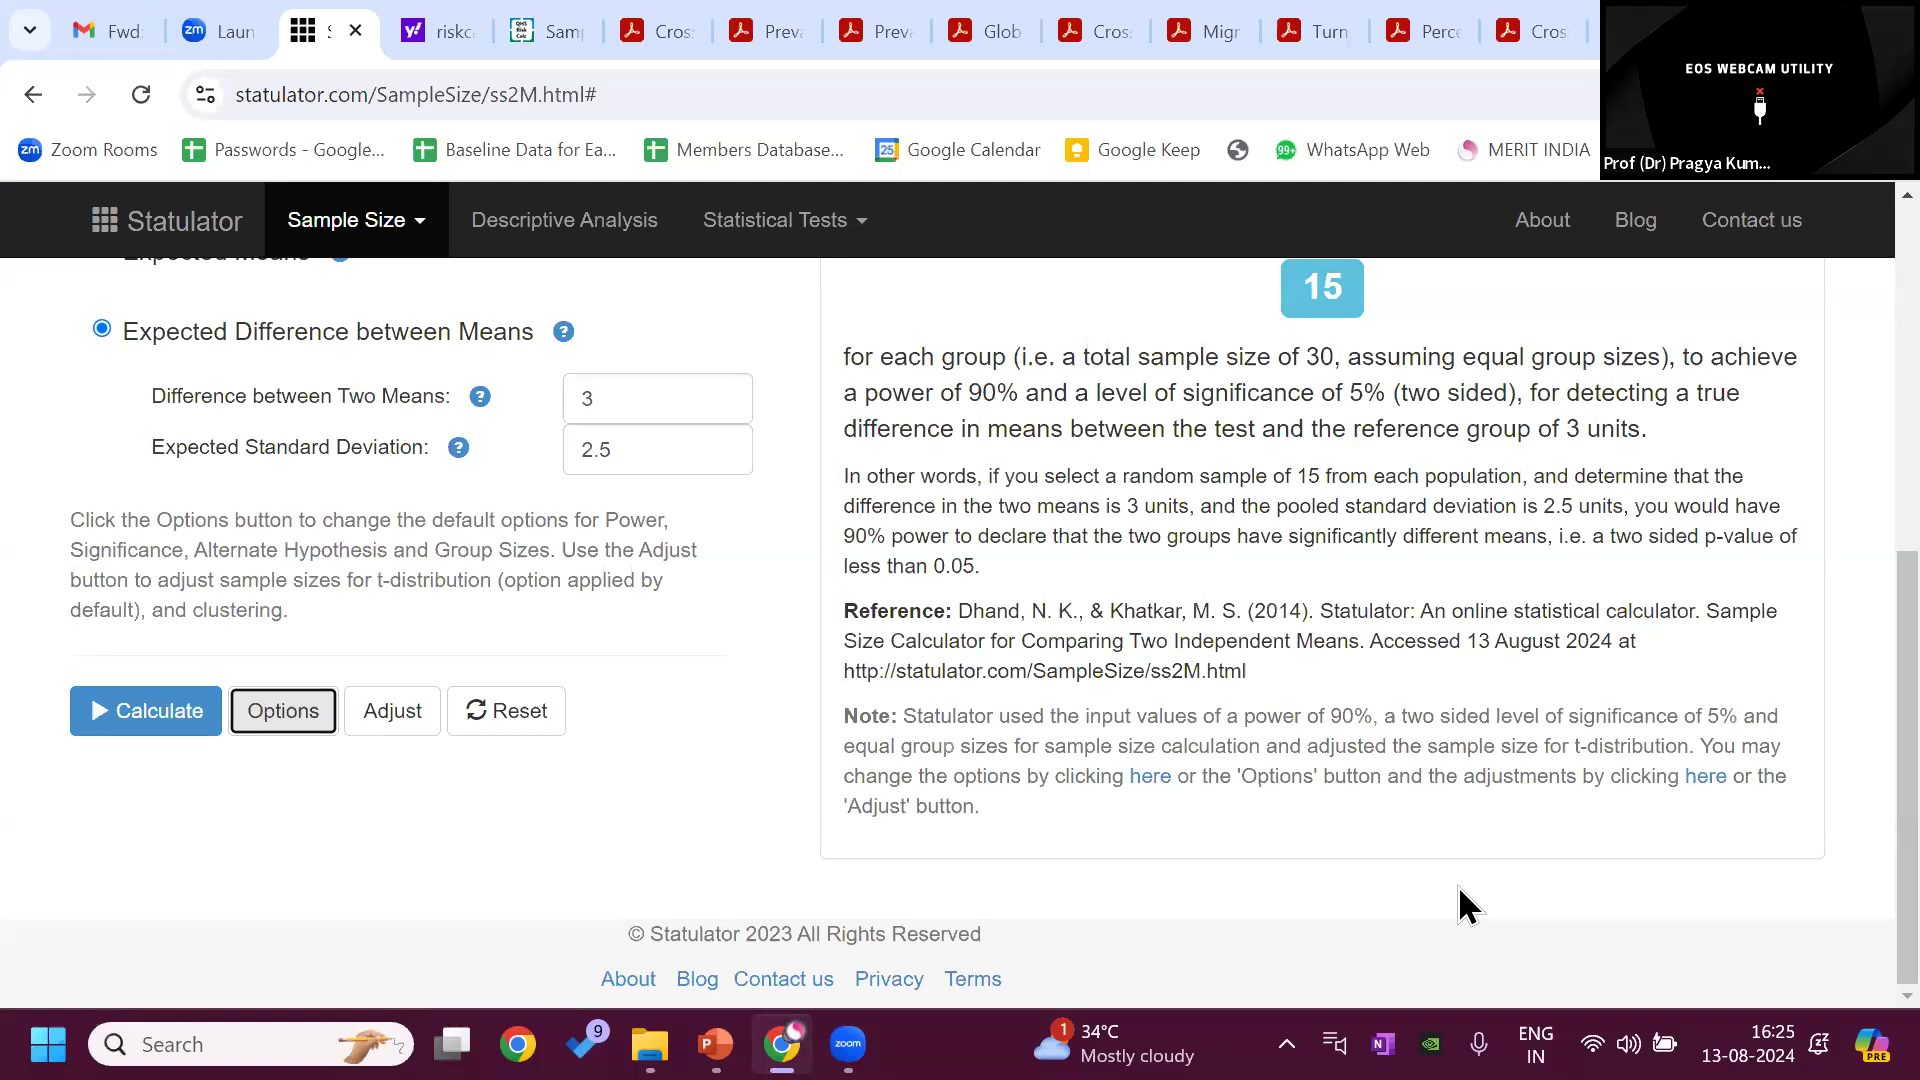 Fwd:
zm Laun
riskc
Sam
Cros
Prev
Prev
Glob
Cros
Migr
Turn
Perce
Cros
statulator.com/SampleSize/ss2M.html#
EOS WEBCAM UTILITY
Prof (Dr) Pragya Kum...
zm Zoom Rooms
Passwords - Google...
Baseline Data for Ea...
Members Database...
25 Google Calendar
Google Keep
99+ WhatsApp Web
MERIT INDIA
Statulator
Sample Size
Descriptive Analysis
Statistical Tests
About
Blog
Contact us
Expected Means
Expected Difference between Means ?
Difference between Two Means: ? 3
Expected Standard Deviation: ? 2.5
Click the Options button to change the default options for Power,
Significance, Alternate Hypothesis and Group Sizes. Use the Adjust
button to adjust sample sizes for t-distribution (option applied by
default), and clustering.
Calculate
Options
Adjust
Reset
15
for each group (i.e. a total sample size of 30, assuming equal group sizes), to achieve
a power of 90% and a level of significance of 5% (two sided), for detecting a true
difference in means between the test and the reference group of 3 units.
In other words, if you select a random sample of 15 from each population, and determine that the
difference in the two means is 3 units, and the pooled standard deviation is 2.5 units, you would have
90% power to declare that the two groups have significantly different means, i.e. a two sided p-value of
less than 0.05.
Reference: Dhand, N. K., & Khatkar, M. S. (2014). Statulator: An online statistical calculator. Sample
Size Calculator for Comparing Two Independent Means. Accessed 13 August 2024 at
http://statulator.com/SampleSize/ss2M.html
Note: Statulator used the input values of a power of 90%, a two sided level of significance of 5% and
equal group sizes for sample size calculation and adjusted the sample size for t-distribution. You may
change the options by clicking here or the 'Options' button and the adjustments by clicking here or the
'Adjust' button.
© Statulator 2023 All Rights Reserved
About
Blog
Contact us
Privacy
Terms
Search
9
P
zoom
1
34°C
Mostly cloudy
N
ENG
IN
16:25
13-08-2024
PRE